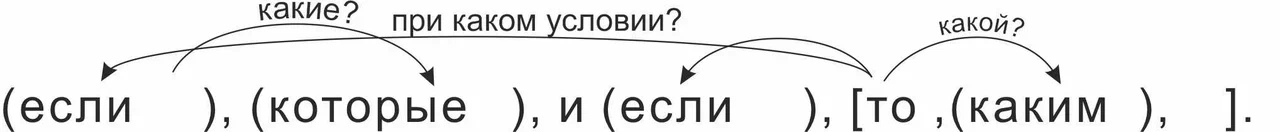 какие? при каком условии? какой?
(если ), (которые ), и (если ), [то ,(каким ), ].